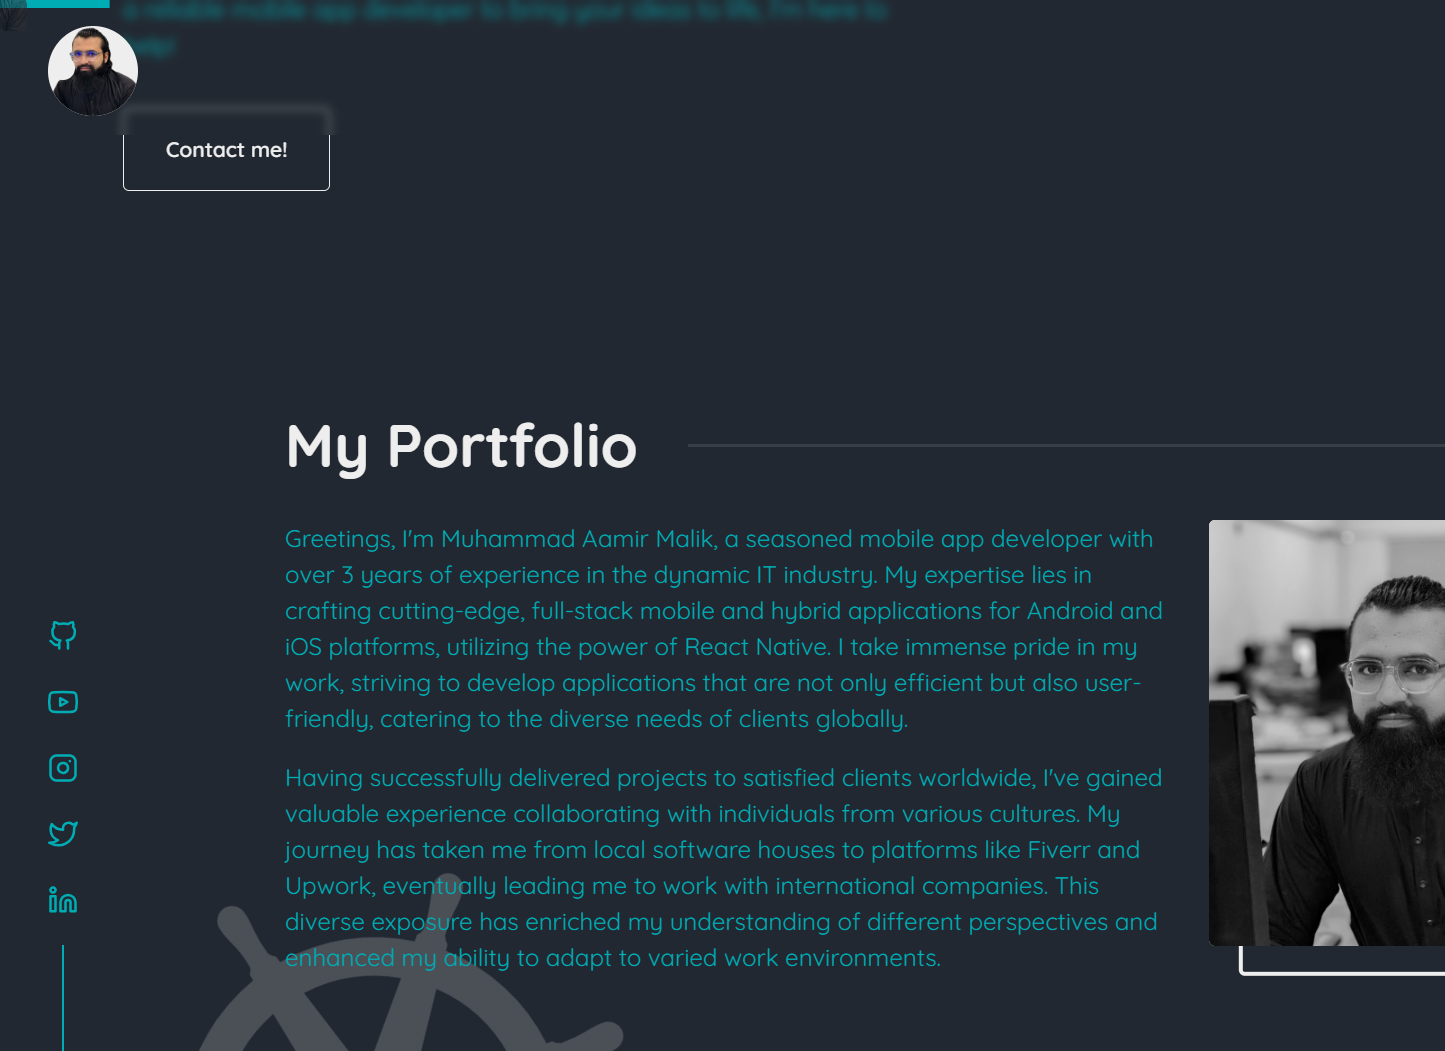 a reliable mobile app developer to bring your ideas to life, I'm here to
help!
Contact me!
My Portfolio
Greetings, I'm Muhammad Aamir Malik, a seasoned mobile app developer with
over 3 years of experience in the dynamic IT industry. My expertise lies in
crafting cutting-edge, full-stack mobile and hybrid applications for Android and
iOS platforms, utilizing the power of React Native. I take immense pride in my
work, striving to develop applications that are not only efficient but also user-
friendly, catering to the diverse needs of clients globally.
Having successfully delivered projects to satisfied clients worldwide, I've gained
valuable experience collaborating with individuals from various cultures. My
journey has taken me from local software houses to platforms like Fiverr and
Upwork, eventually leading me to work with international companies. This
diverse exposure has enriched my understanding of different perspectives and
enhanced my ability to adapt to varied work environments.